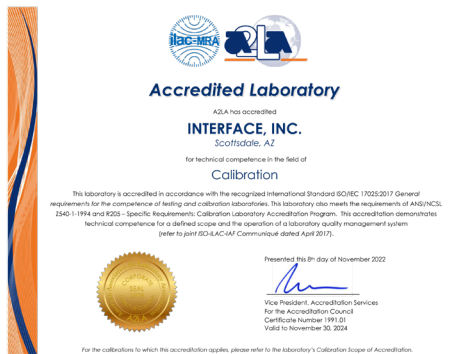 ilac-MRA
A2LA
Accredited Laboratory
A2LA has accredited
INTERFACE, INC.
Scottsdale, AZ
for technical competence in the field of
Calibration
This laboratory is accredited in accordance with the recognized International Standard ISO/IEC 17025:2017 General
requirements for the competence of testing and calibration laboratories. This laboratory also meets the requirements of ANSI/NCSL
Z540-1-1994 and R205 – Specific Requirements: Calibration Laboratory Accreditation Program. This accreditation demonstrates
technical competence for a defined scope and the operation of a laboratory quality management system
(refer to joint ISO-ILAC-IAF Communiqué dated April 2017).
CORPORATE
SEAL
A2LA
Presented this 8th day of November 2022
Vice President, Accreditation Services
For the Accreditation Council
Certificate Number 1991.01
Valid to November 30, 2024
For the calibrations to which this accreditation applies, please refer to the laboratory's Calibration Scope of Accreditation.